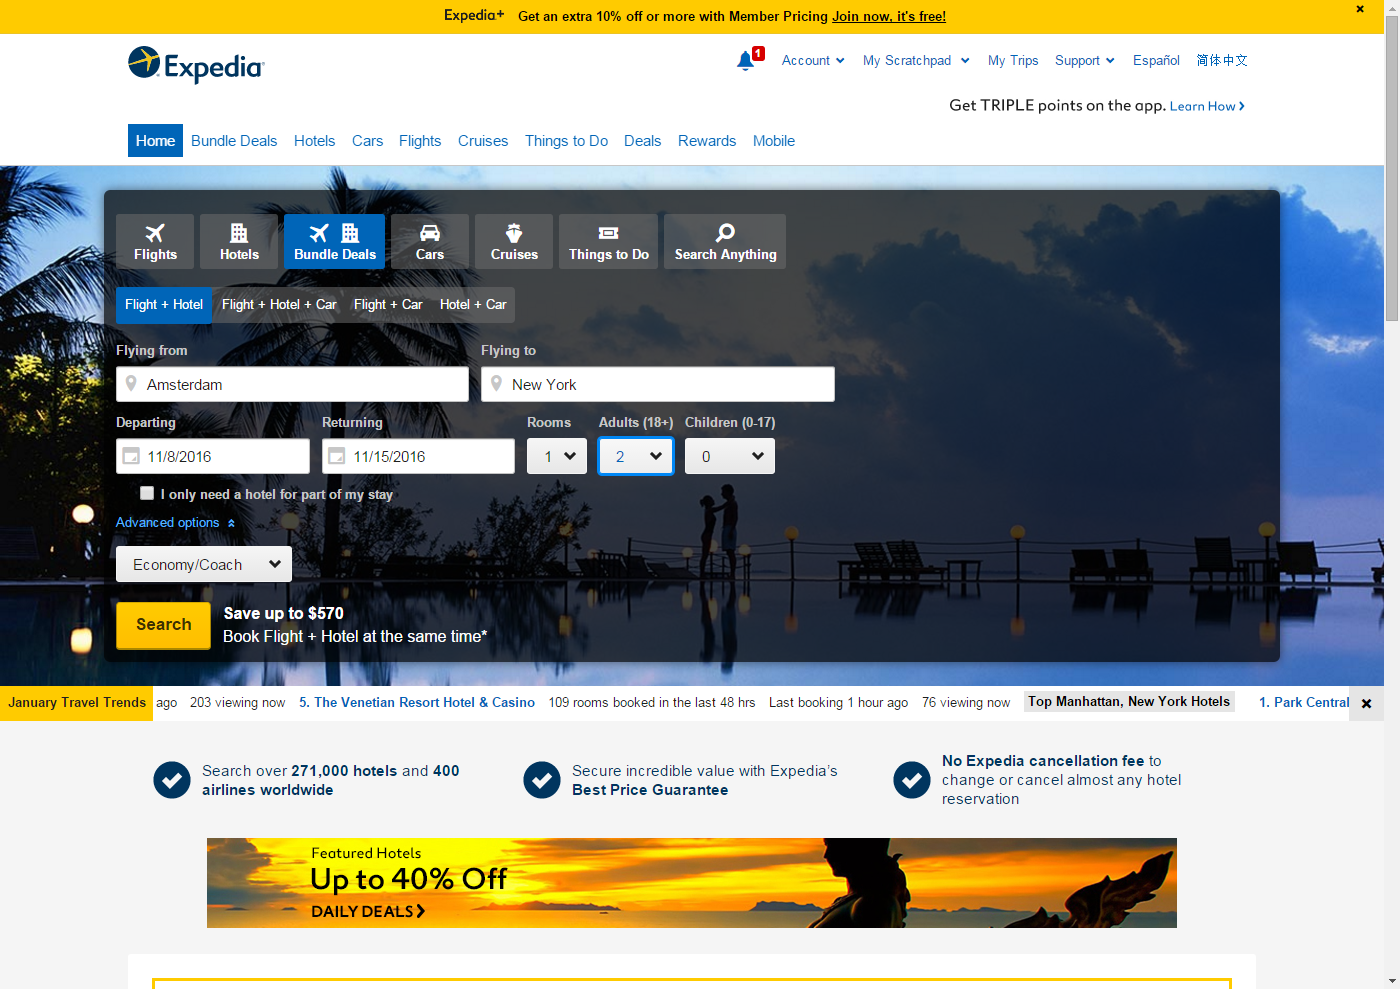 Expedia+ Get an extra 10% off or more with Member Pricing Join now, it's free!
Expedia
1 Account My Scratchpad My Trips Support Español 简体中文
Get TRIPLE points on the app. Learn How
Home Bundle Deals Hotels Cars Flights Cruises Things to Do Deals Rewards Mobile
Flights Hotels Bundle Deals Cars Cruises Things to Do Search Anything
Flight + Hotel Flight + Hotel + Car Flight + Car Hotel + Car
Flying from Flying to
Amsterdam New York
Departing Returning Rooms Adults (18+) Children (0-17)
11/8/2016 11/15/2016 1 2 0
I only need a hotel for part of my stay
Advanced options
Economy/Coach
Search
Save up to $570
Book Flight + Hotel at the same time*
January Travel Trends ago 203 viewing now 5. The Venetian Resort Hotel & Casino 109 rooms booked in the last 48 hrs Last booking 1 hour ago 76 viewing now Top Manhattan, New York Hotels 1. Park Central
Search over 271,000 hotels and 400
airlines worldwide
Secure incredible value with Expedia's
Best Price Guarantee
No Expedia cancellation fee to
change or cancel almost any hotel
reservation
Featured Hotels
Up to 40% Off
DAILY DEALS